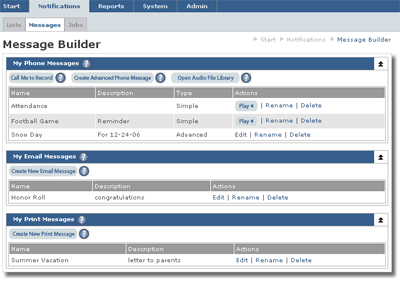 Start Notifications Reports System Admin
Lists Messages Jobs
Message Builder
Start Notifications Message Builder
My Phone Messages ?
Call Me to Record ? Create Advanced Phone Message ? Open Audio File Library ?
Name Description Type Actions
Attendance Simple Play | Rename | Delete
Football Game Reminder Simple Play | Rename | Delete
Snow Day For 12-24-06 Advanced Edit | Rename | Delete
My Email Messages ?
Create New Email Message ?
Name Description Actions
Honor Roll congratulations Edit | Rename | Delete
My Print Messages ?
Create New Print Message ?
Name Description Actions
Summer Vacation letter to parents Edit | Rename | Delete